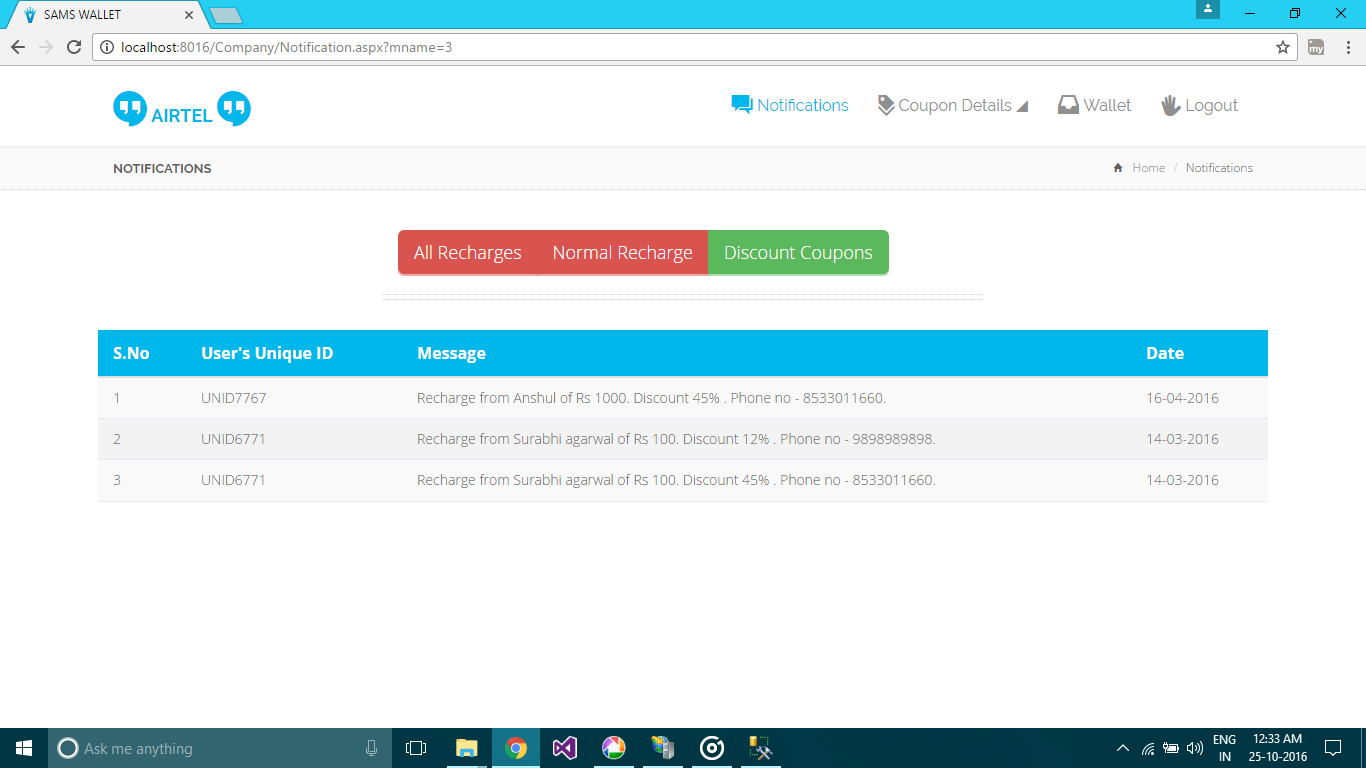 SAMS WALLET
localhost:8016/Company/Notification.aspx?mname=3
my
AIRTEL
Notifications
Coupon Details
Wallet
Logout
NOTIFICATIONS
Home / Notifications
All Recharges
Normal Recharge
Discount Coupons
S.No User's Unique ID Message Date
1 UNID7767 Recharge from Anshul of Rs 1000. Discount 45% . Phone no - 8533011660. 16-04-2016
2 UNID6771 Recharge from Surabhi agarwal of Rs 100. Discount 12% . Phone no - 9898989898. 14-03-2016
3 UNID6771 Recharge from Surabhi agarwal of Rs 100. Discount 45% . Phone no - 8533011660. 14-03-2016
Ask me anything
ENG
IN
12:33 AM
25-10-2016